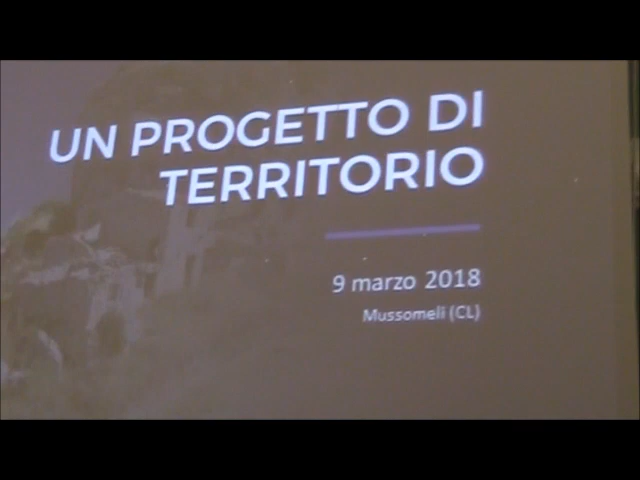 UN PROGETTO DI
TERRITORIO
9 marzo 2018
Mussomeli (CL)